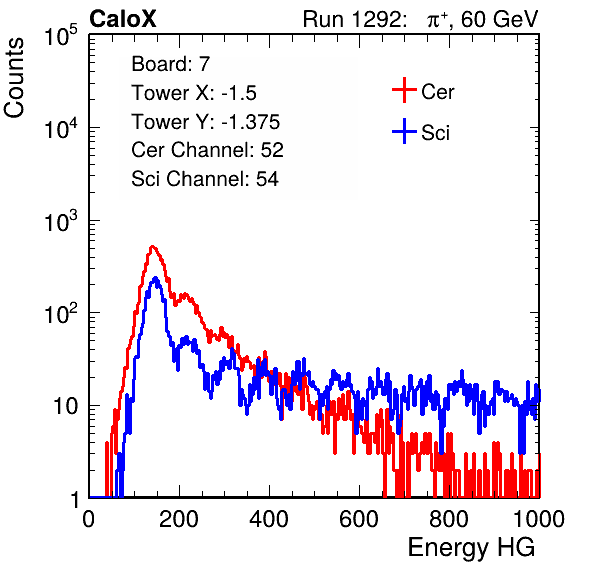 CaloX Run 1292: π⁺, 60 GeV
Counts
Board: 7
Tower X: -1.5
Tower Y: -1.375
Cer Channel: 52
Sci Channel: 54
Cer
Sci
10⁵
10⁴
10³
10²
10
1
0 200 400 600 800 1000
Energy HG